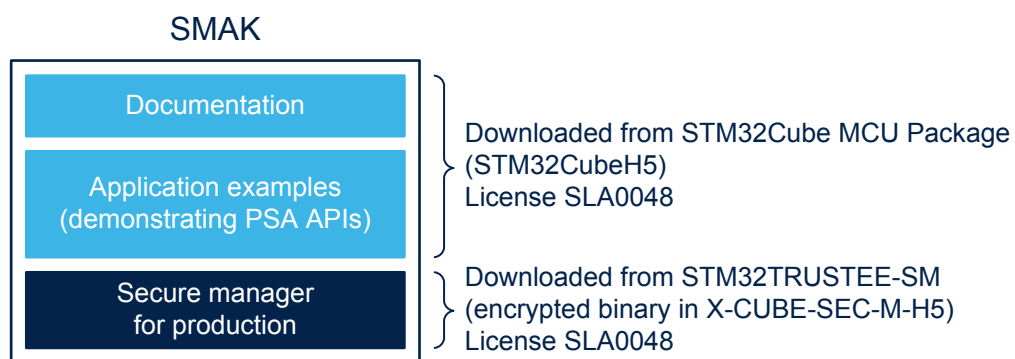 SMAK
Documentation
Application examples
(demonstrating PSA APIs)
Downloaded from STM32Cube MCU Package
(STM32CubeH5)
License SLA0048
Secure manager
for production
Downloaded from STM32TRUSTEE-SM
(encrypted binary in X-CUBE-SEC-M-H5)
License SLA0048